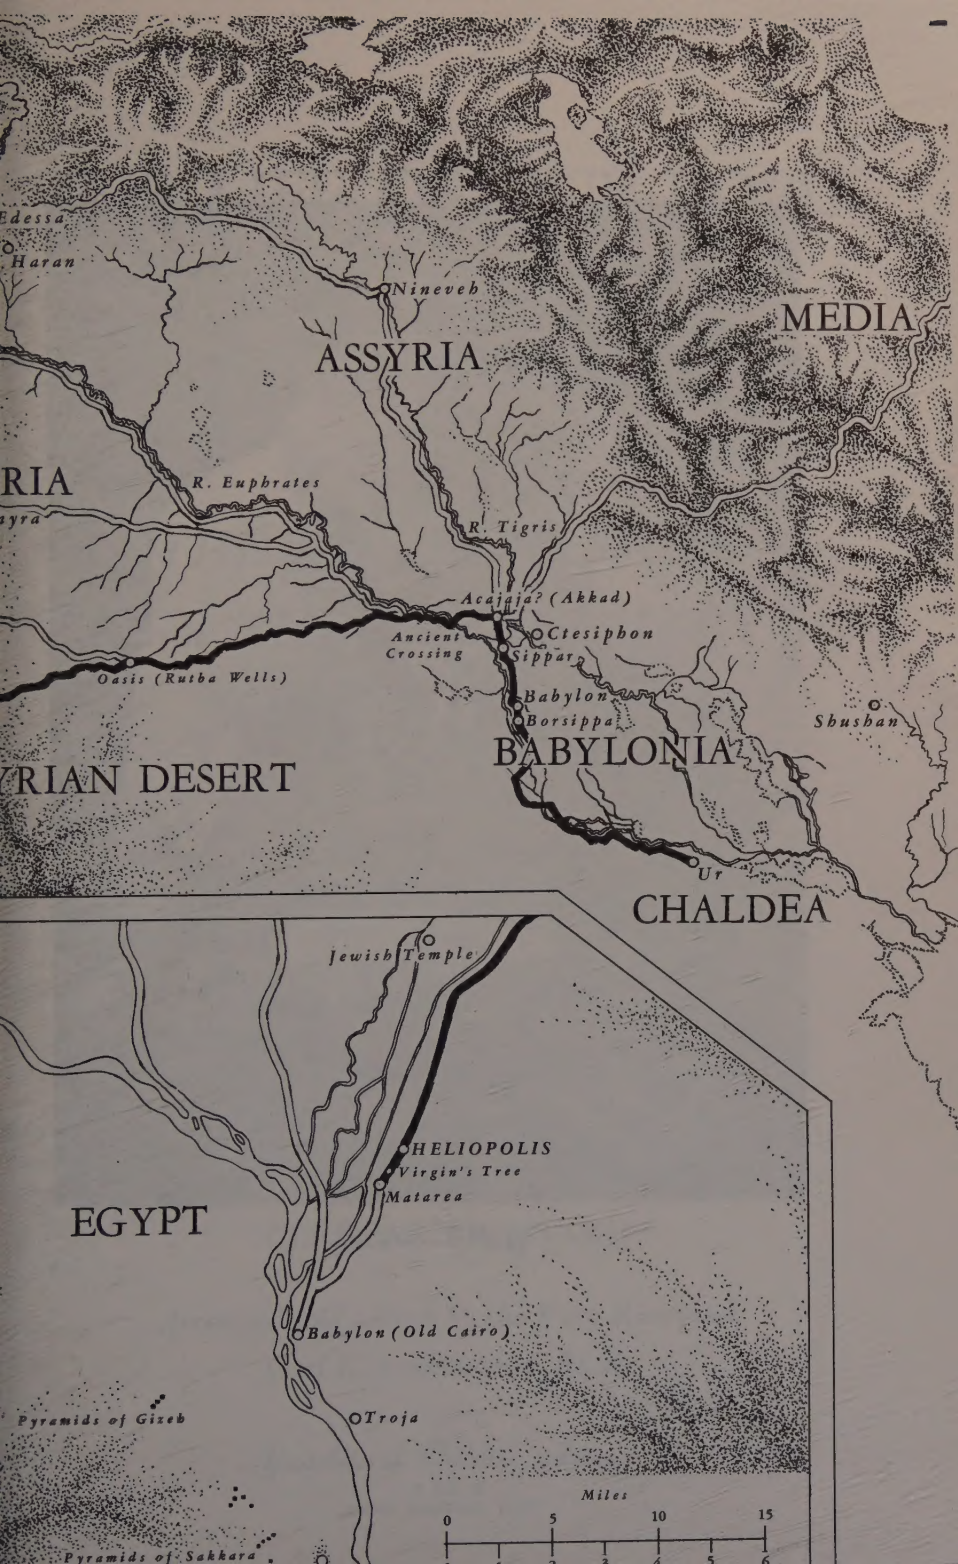 Edessa
Haran
Nineveh
MEDIA
ASSYRIA
RIA
R. Euphrates
yra
R. Tigris
Acajaja? (Akkad)
Ancient
Crossing
Ctesiphon
Sippar
Oasis (Rutba Wells)
Babylon
Borsippa
Shushan
BABYLONIA
YRIAN DESERT
Ur
CHALDEA
Jewish Temple
HELIOPOLIS
Virgin's Tree
Matarea
EGYPT
Babylon (Old Cairo)
Pyramids of Gizeh
Troja
Miles
0 5 10 15
Pyramids of Sakkara